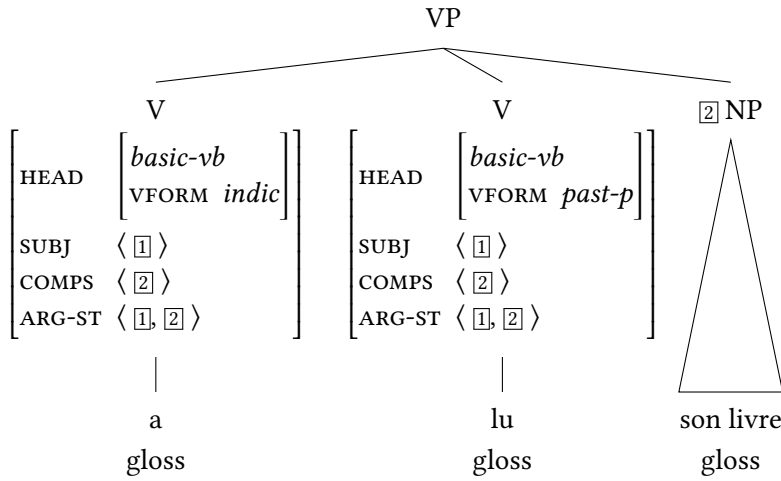 VP
V V 2 NP
HEAD basic-vb HEAD basic-vb
VFORM indic VFORM past-p
SUBJ ⟨ 1 ⟩ SUBJ ⟨ 1 ⟩
COMPS ⟨ 2 ⟩ COMPS ⟨ 2 ⟩
ARG-ST ⟨ 1, 2 ⟩ ARG-ST ⟨ 1, 2 ⟩
a lu son livre
gloss gloss gloss